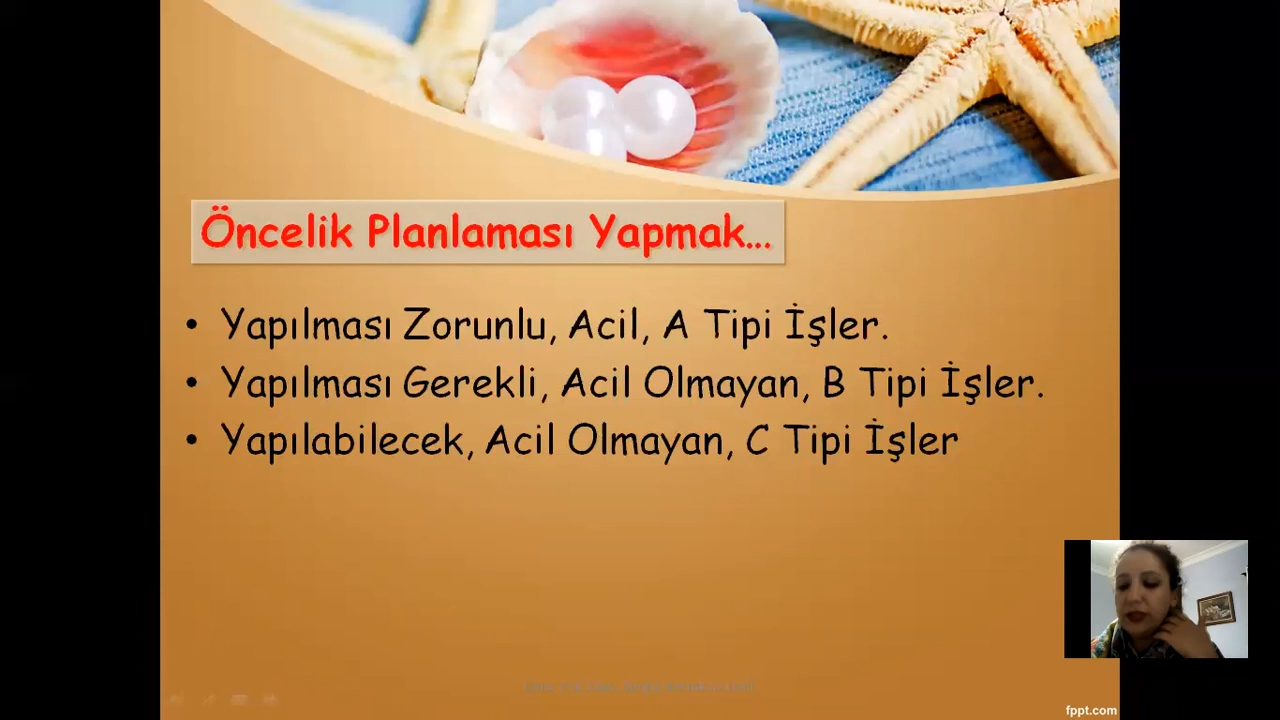 Öncelik Planlaması Yapmak...
• Yapılması Zorunlu, Acil, A Tipi İşler.
• Yapılması Gerekli, Acil Olmayan, B Tipi İşler.
• Yapılabilecek, Acil Olmayan, C Tipi İşler
fppt.com